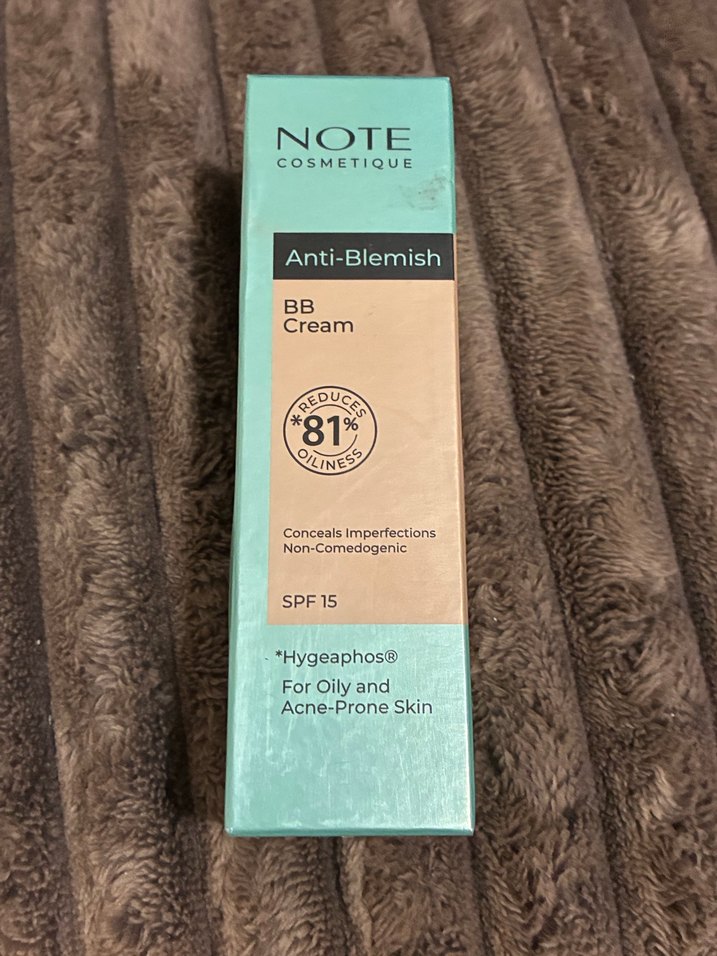 NOTE
COSMETIQUE
Anti-Blemish
BB
Cream
REDUCES
*81%
OILINESS
Conceals Imperfections
Non-Comedogenic
SPF 15
*Hygeaphos®
For Oily and
Acne-Prone Skin